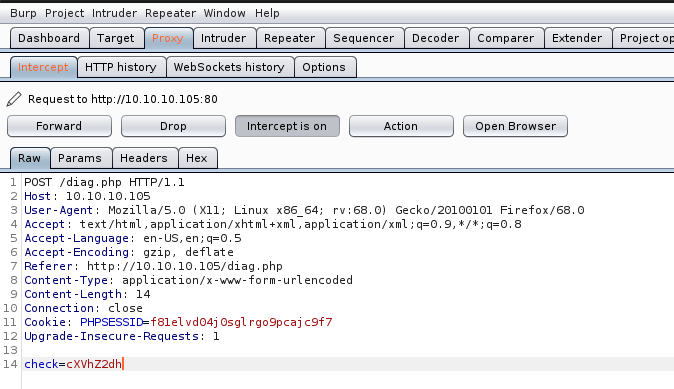 Burp Project Intruder Repeater Window Help
Dashboard Target Proxy Intruder Repeater Sequencer Decoder Comparer Extender Project op
Intercept HTTP history WebSockets history Options
Request to http://10.10.10.105:80
Forward Drop Intercept is on Action Open Browser
Raw Params Headers Hex
1 POST /diag.php HTTP/1.1
2 Host: 10.10.10.105
3 User-Agent: Mozilla/5.0 (X11; Linux x86_64; rv:68.0) Gecko/20100101 Firefox/68.0
4 Accept: text/html,application/xhtml+xml,application/xml;q=0.9,*/*;q=0.8
5 Accept-Language: en-US,en;q=0.5
6 Accept-Encoding: gzip, deflate
7 Referer: http://10.10.10.105/diag.php
8 Content-Type: application/x-www-form-urlencoded
9 Content-Length: 14
10 Connection: close
11 Cookie: PHPSESSID=f81elvd04j0sglrgo9pcajc9f7
12 Upgrade-Insecure-Requests: 1
13
14 check=cXVhZ2dh